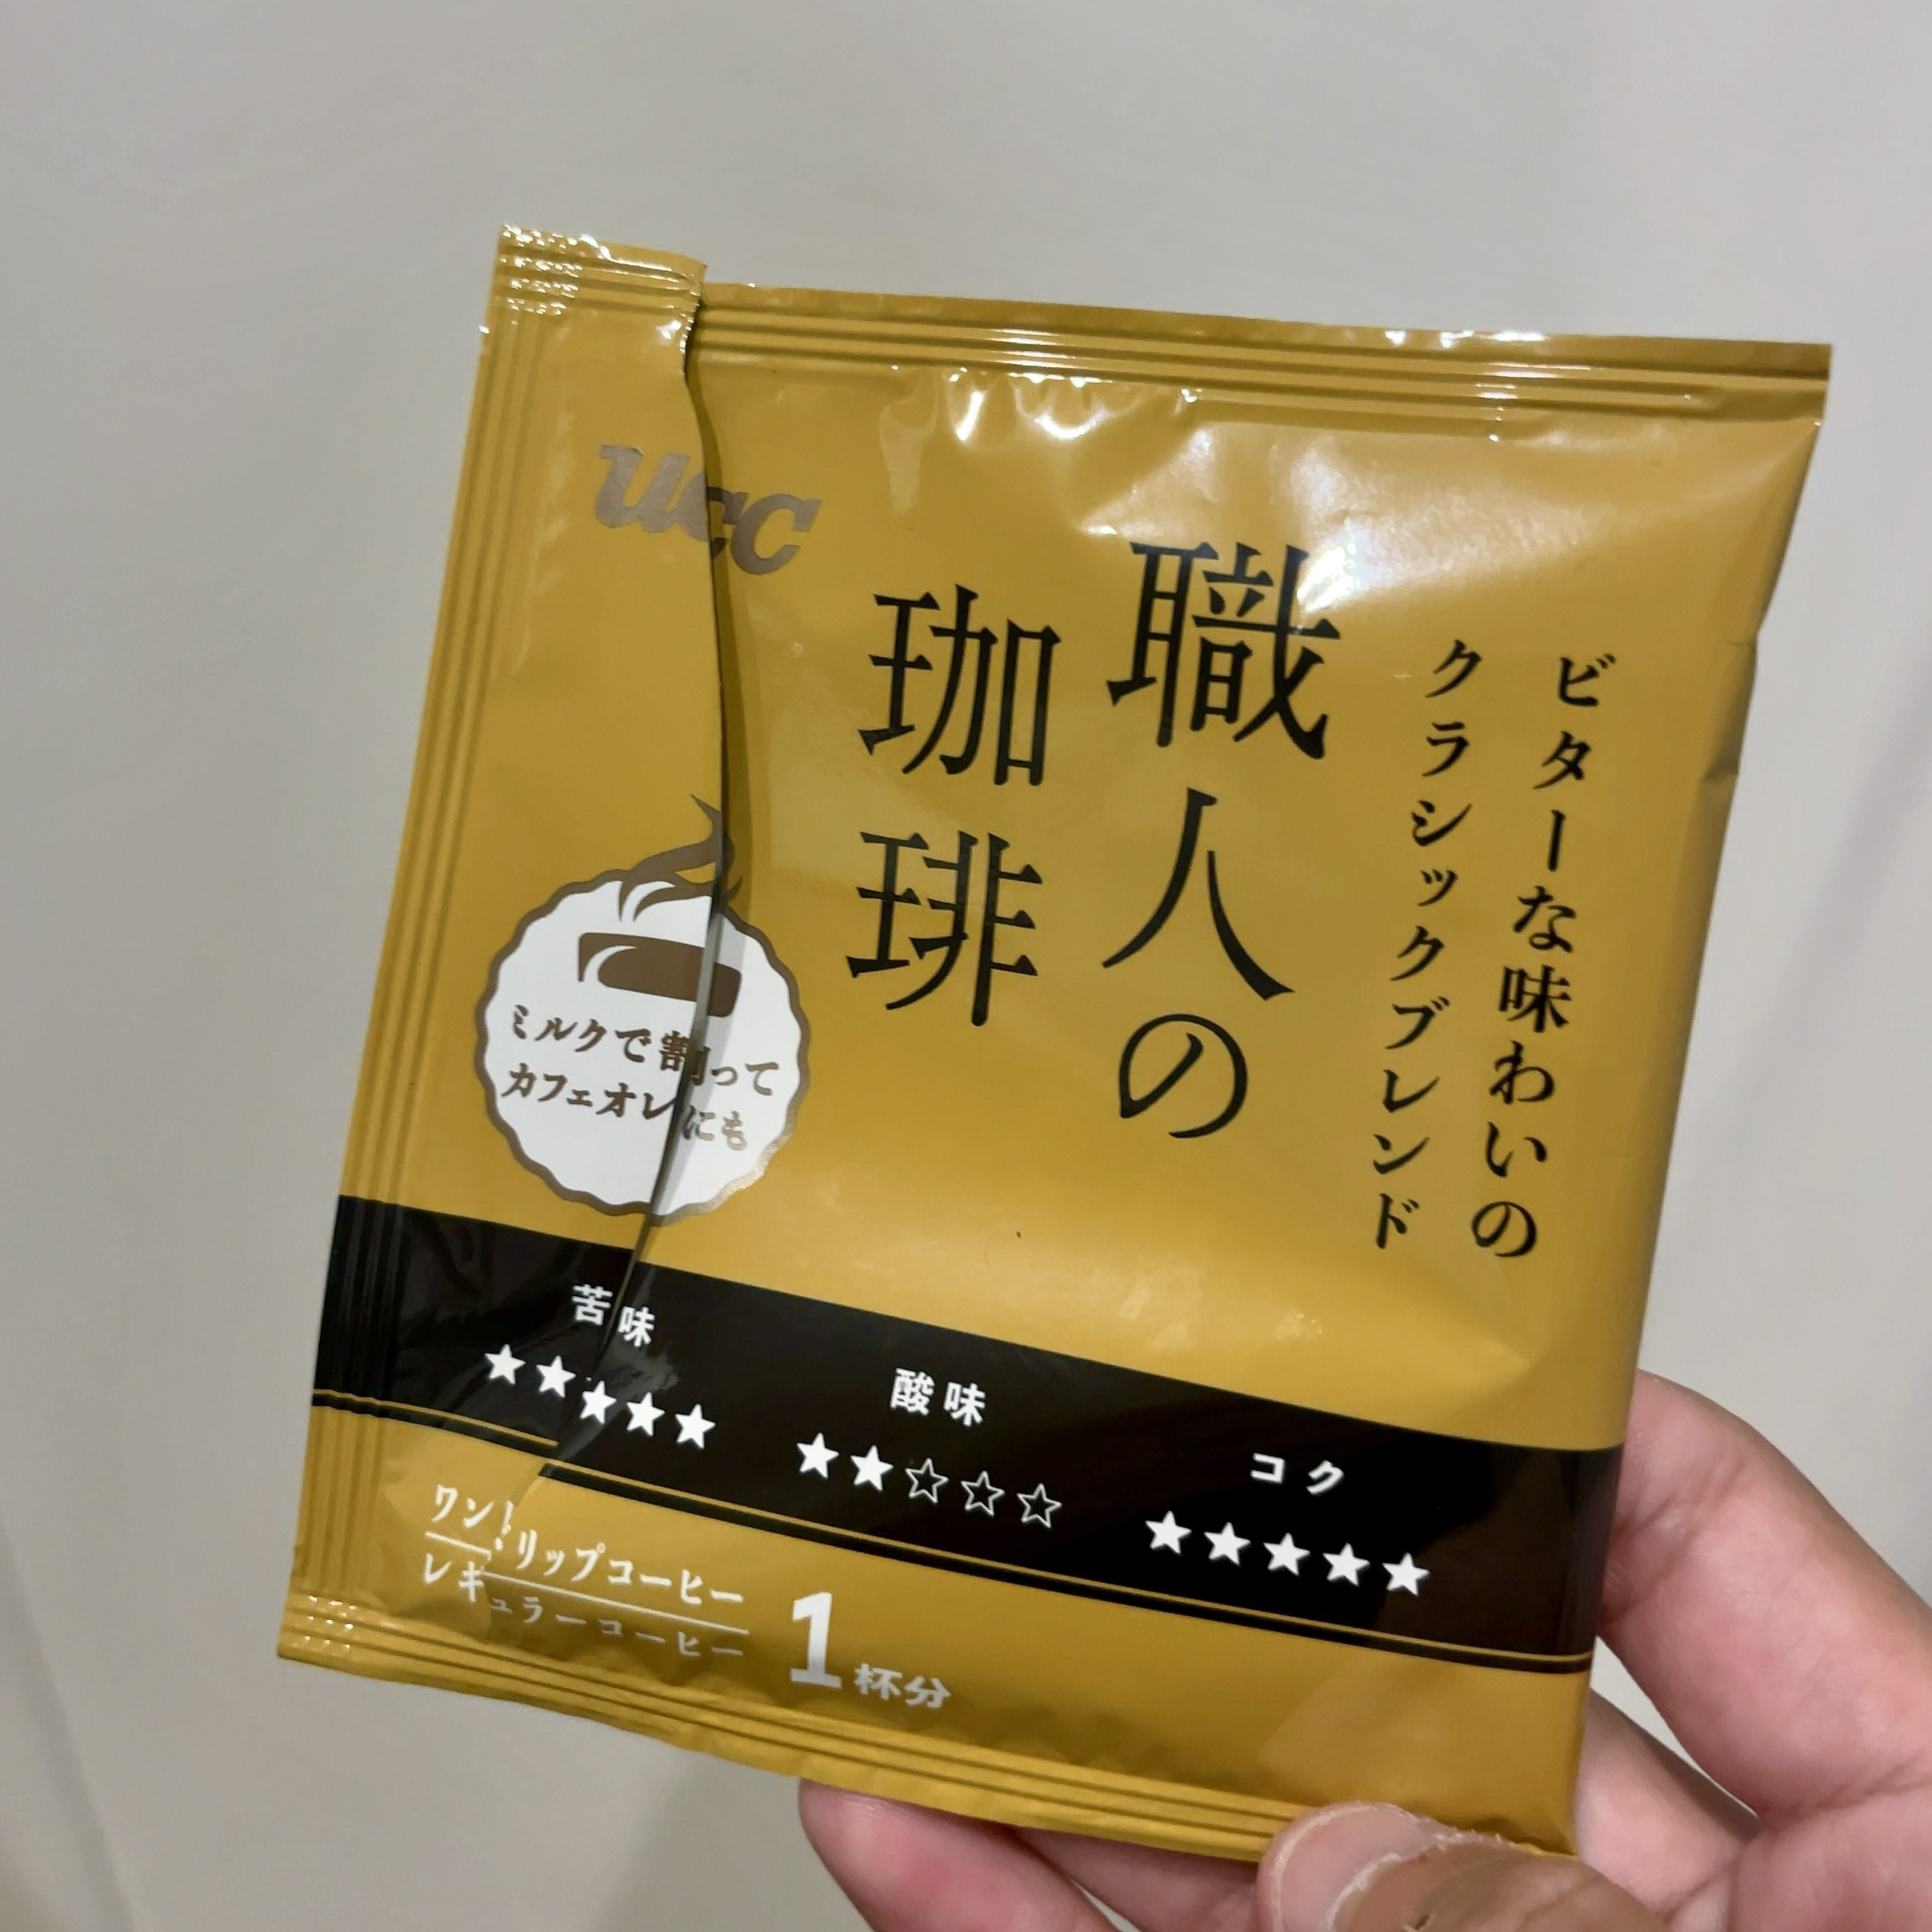 UCC
ビターな味わいの
クラシックブレンド
職人の
珈琲
ミルクで割って
カフェオレにも
苦味
★★★★★
酸味
★★☆☆☆
コク
★★★★★
ワンドリップコーヒー
レギュラーコーヒー
1杯分